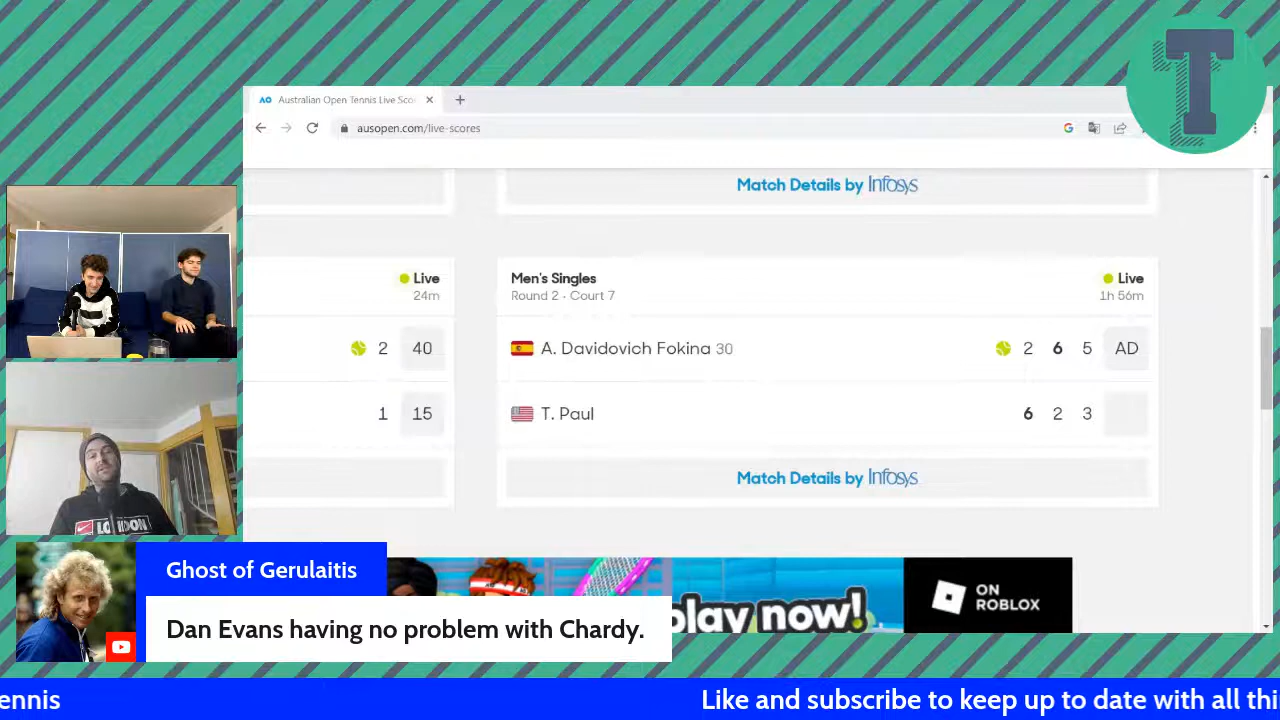 T
Australian Open Tennis Live Sco
ausopen.com/live-scores
Match Details by Infosys
Live
24m
2 40
1 15
Men's Singles
Live
Round 2 • Court 7
1h 56m
A. Davidovich Fokina 30
2 6 5 AD
T. Paul
6 2 3
Match Details by Infosys
play now!
ON
ROBLOX
LONDON
Ghost of Gerulaitis
Dan Evans having no problem with Chardy.
ennis
Like and subscribe to keep up to date with all thi